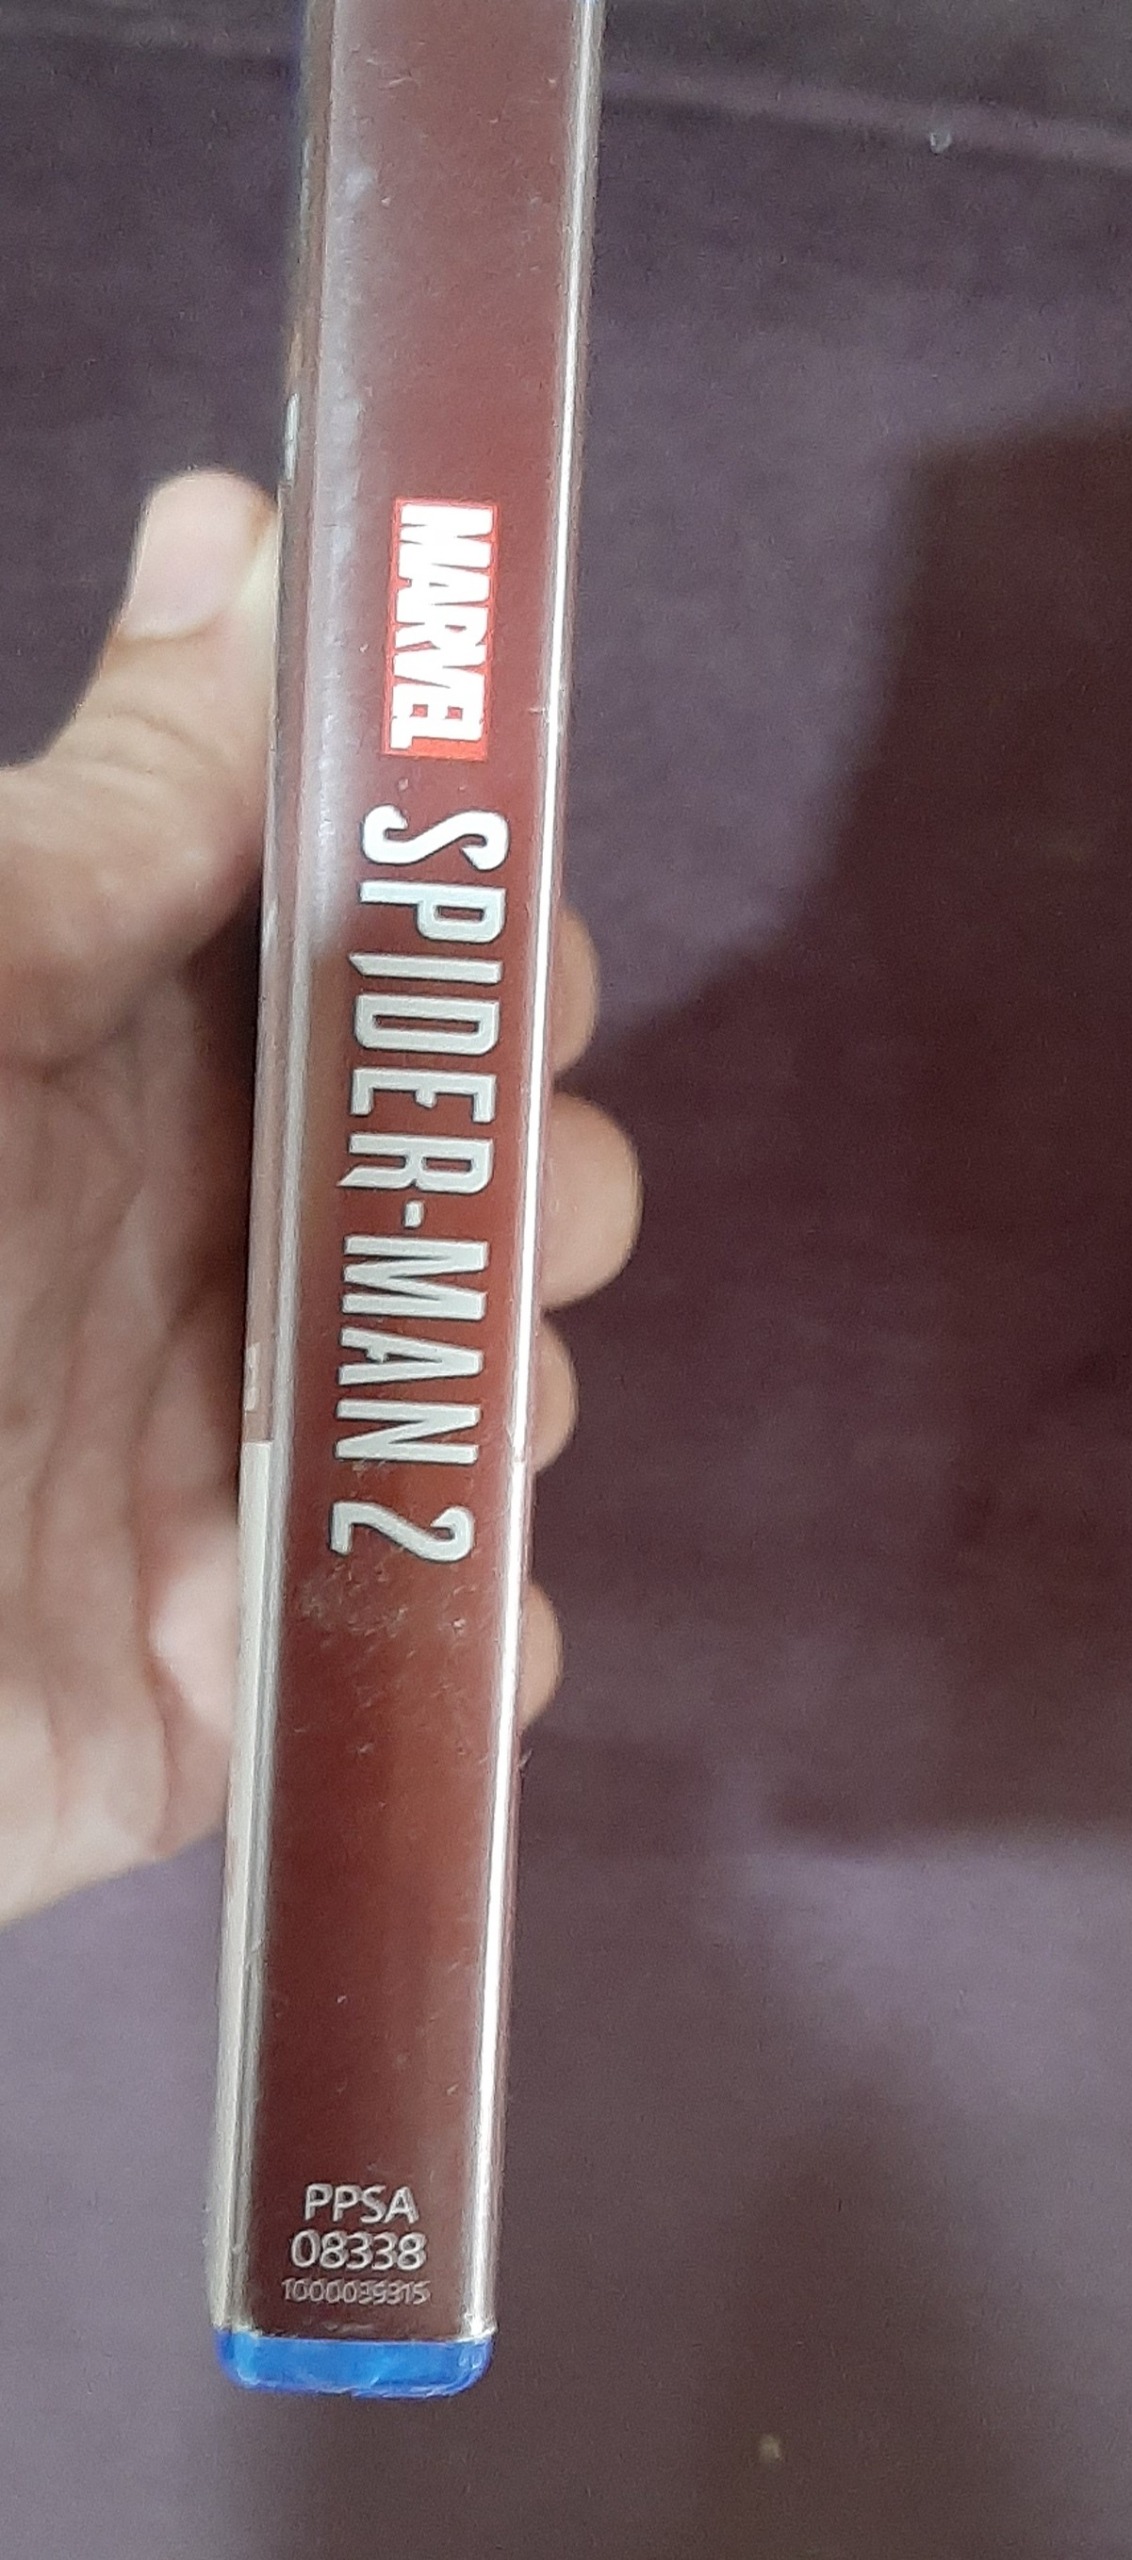 MARVEL
SPIDER-MAN 2
PPSA
08338
1000039315